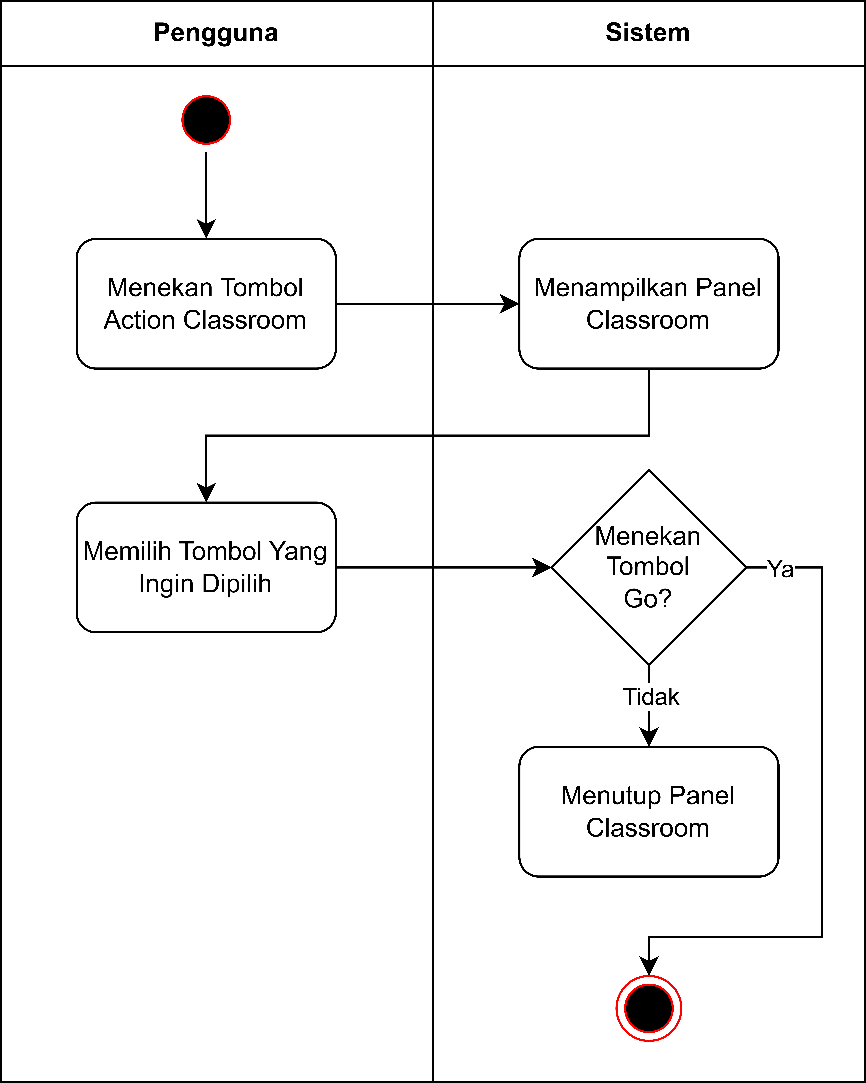 Pengguna
Sistem
Menekan Tombol
Action Classroom
Menampilkan Panel
Classroom
Memilih Tombol Yang
Ingin Dipilih
Menekan
Tombol
Go?
Ya
Tidak
Menutup Panel
Classroom